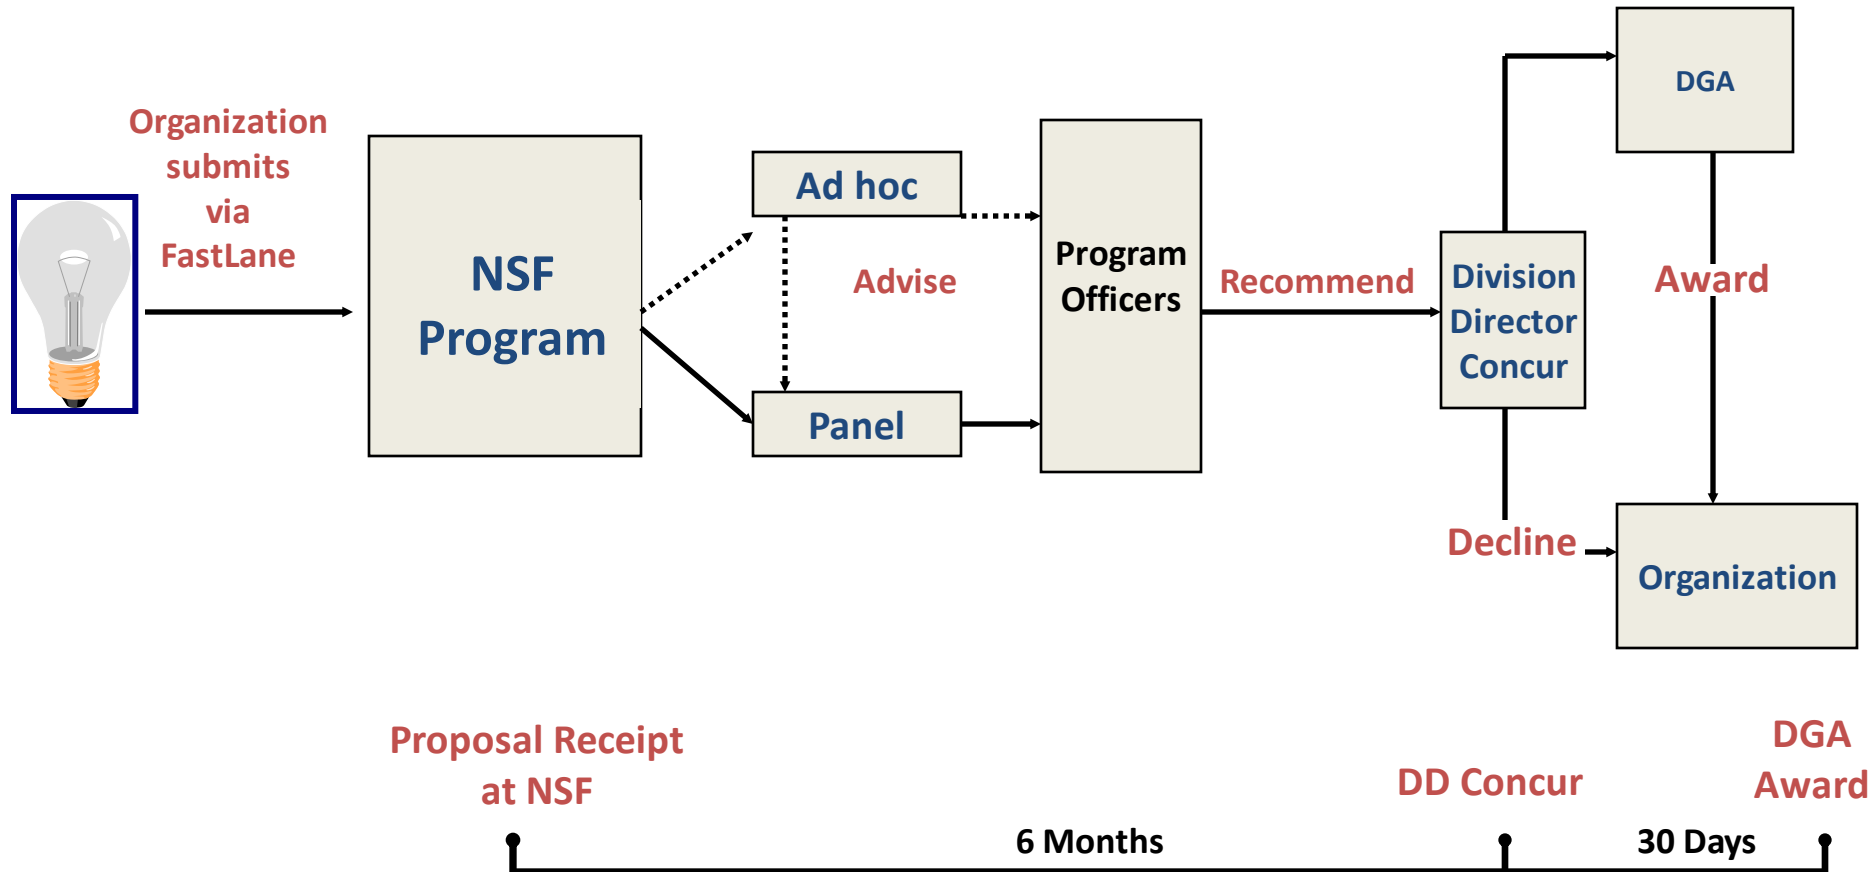 Organization
submits
via
FastLane
NSF
Program
Ad hoc
Advise
Panel
Program
Officers
Recommend
Division
Director
Concur
DGA
Award
Decline
Organization
Proposal Receipt
at NSF
DD Concur
DGA
Award
6 Months
30 Days